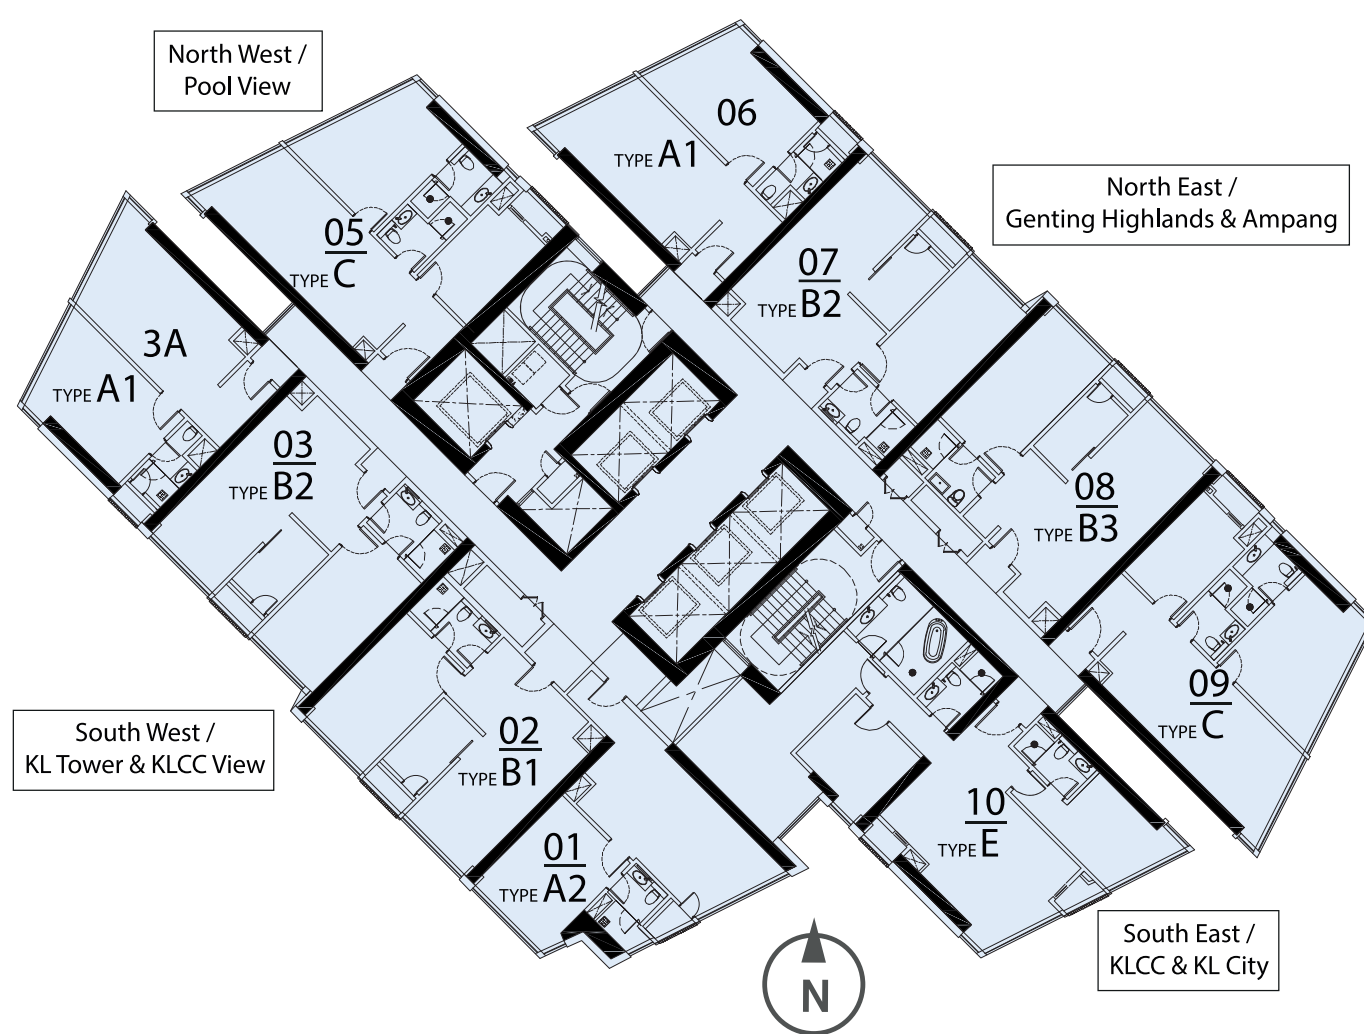 North West /
Pool View
06
TYPE A1
North East /
Genting Highlands & Ampang
05
TYPE C
07
TYPE B2
3A
TYPE A1
03
TYPE B2
08
TYPE B3
09
TYPE C
South West /
KL Tower & KLCC View
02
TYPE B1
10
TYPE E
01
TYPE A2
South East /
KLCC & KL City
N